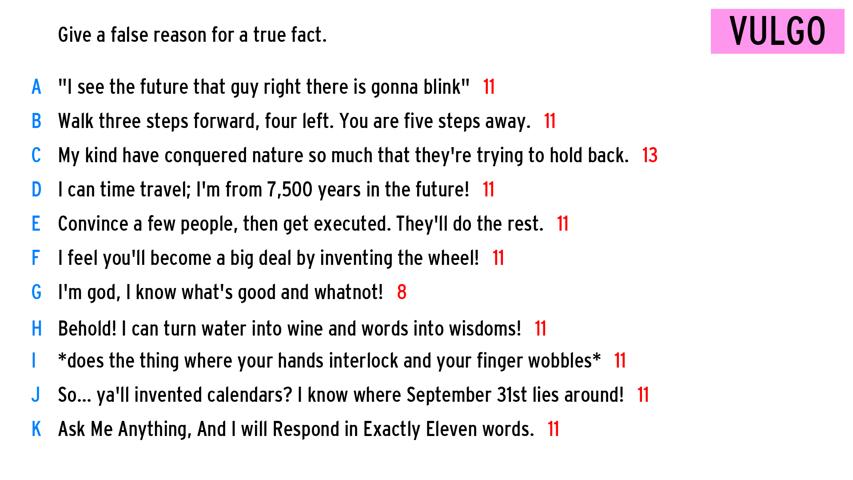 Give a false reason for a true fact.
VULGO
A "I see the future that guy right there is gonna blink" 11
B Walk three steps forward, four left. You are five steps away. 11
C My kind have conquered nature so much that they're trying to hold back. 13
D I can time travel; I'm from 7,500 years in the future! 11
E Convince a few people, then get executed. They'll do the rest. 11
F I feel you'll become a big deal by inventing the wheel! 11
G I'm god, I know what's good and whatnot! 8
H Behold! I can turn water into wine and words into wisdoms! 11
I *does the thing where your hands interlock and your finger wobbles* 11
J So... ya'll invented calendars? I know where September 31st lies around! 11
K Ask Me Anything, And I will Respond in Exactly Eleven words. 11